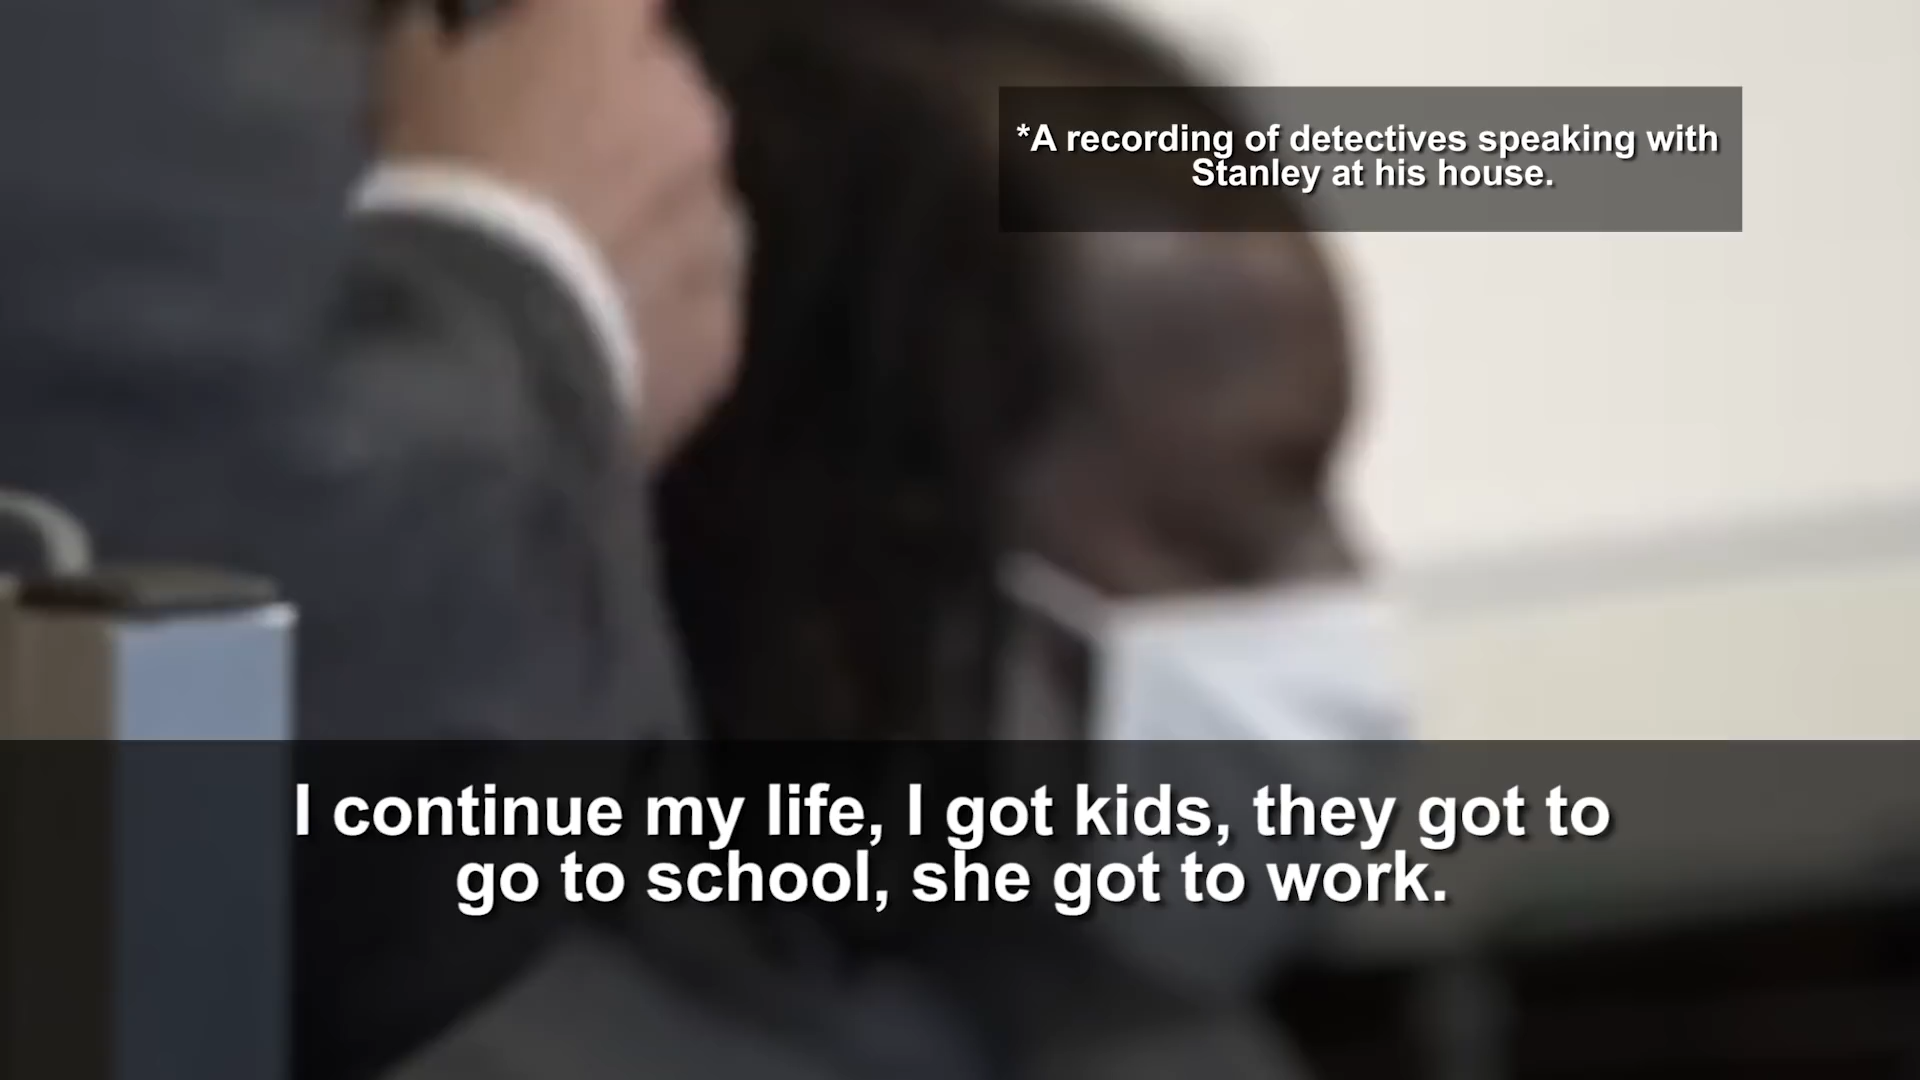 *A recording of detectives speaking with
Stanley at his house.
I continue my life, I got kids, they got to
go to school, she got to work.